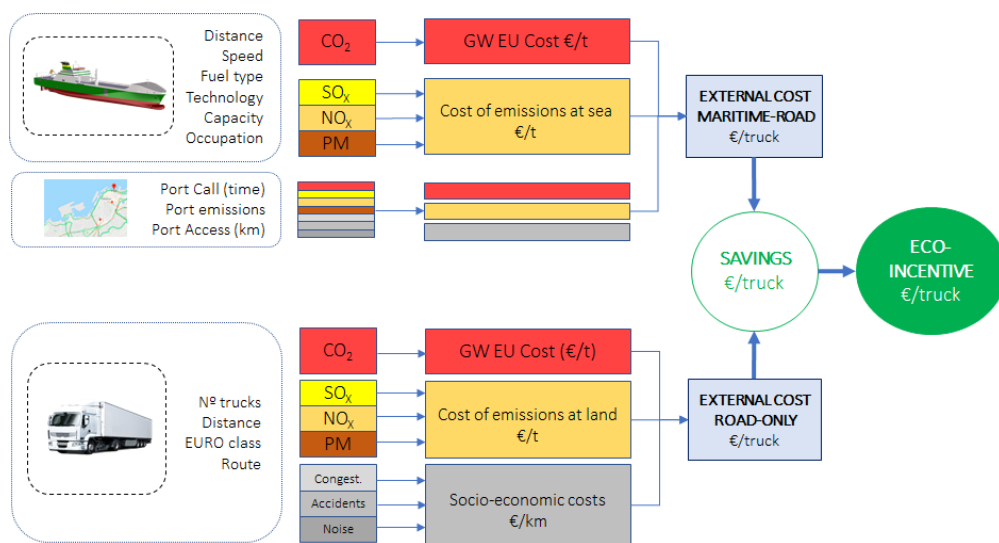 Distance
Speed
Fuel type
Technology
Capacity
Occupation
CO₂
GW EU Cost €/t
SOₓ
NOₓ
PM
Cost of emissions at sea
€/t
EXTERNAL COST
MARITIME-ROAD
€/truck
Port Call (time)
Port emissions
Port Access (km)
SAVINGS
€/truck
ECO-
INCENTIVE
€/truck
Nº trucks
Distance
EURO class
Route
CO₂
GW EU Cost (€/t)
SOₓ
NOₓ
PM
Cost of emissions at land
€/t
EXTERNAL COST
ROAD-ONLY
€/truck
Congest.
Accidents
Noise
Socio-economic costs
€/km